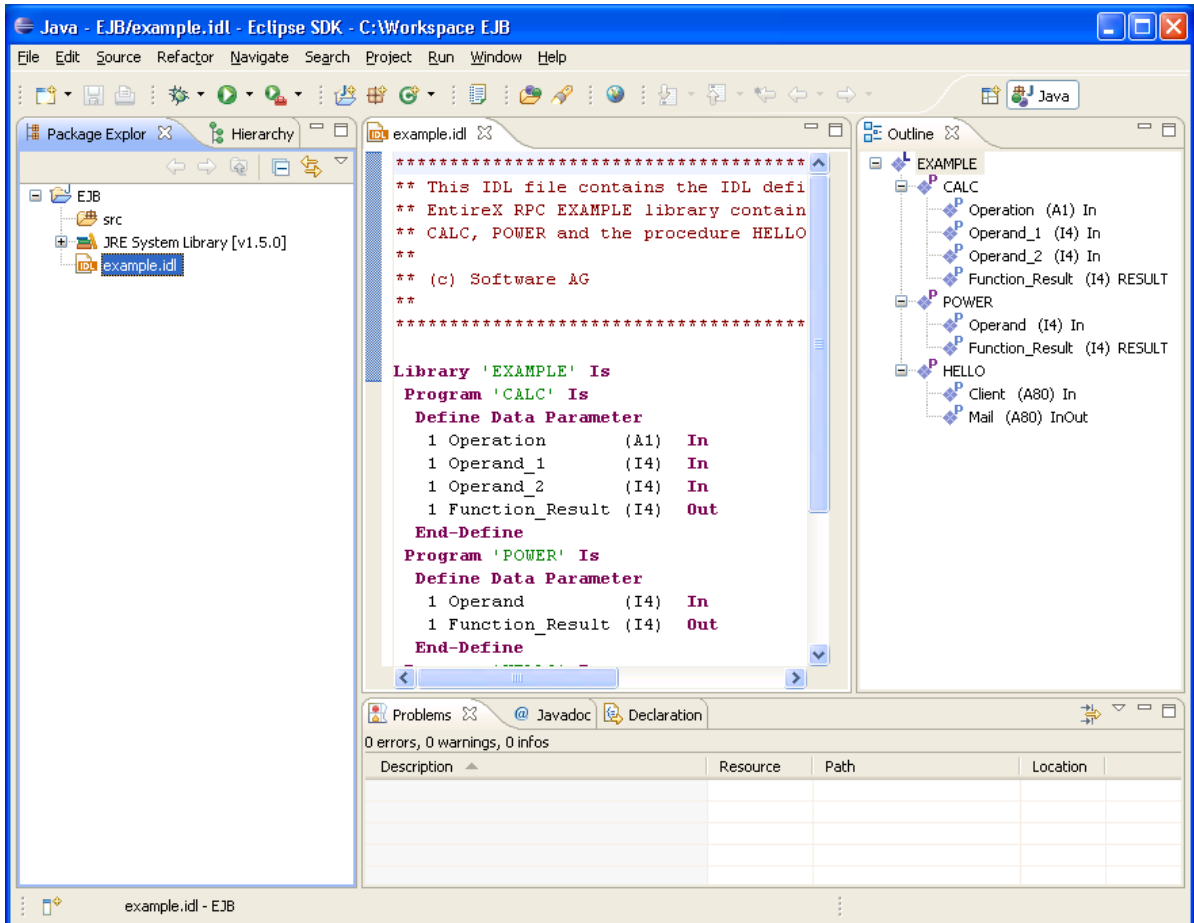 Java - EJB/example.idl - Eclipse SDK - C:\Workspace EJB
File Edit Source Refactor Navigate Search Project Run Window Help
Java
Package Explor
Hierarchy
EJB
src
JRE System Library [v1.5.0]
IDL example.idl
IDL example.idl
***************************************
** This IDL file contains the IDL defi
** EntireX RPC EXAMPLE library contain
** CALC, POWER and the procedure HELLO
**
** (c) Software AG
**
***************************************
Library 'EXAMPLE' Is
Program 'CALC' Is
Define Data Parameter
1 Operation (A1) In
1 Operand_1 (I4) In
1 Operand_2 (I4) In
1 Function_Result (I4) Out
End-Define
Program 'POWER' Is
Define Data Parameter
1 Operand (I4) In
1 Function_Result (I4) Out
End-Define
Outline
L EXAMPLE
P CALC
P Operation (A1) In
P Operand_1 (I4) In
P Operand_2 (I4) In
P Function_Result (I4) RESULT
P POWER
P Operand (I4) In
P Function_Result (I4) RESULT
P HELLO
P Client (A80) In
P Mail (A80) InOut
Problems
@ Javadoc
Declaration
0 errors, 0 warnings, 0 infos
Description Resource Path Location
example.idl - EJB